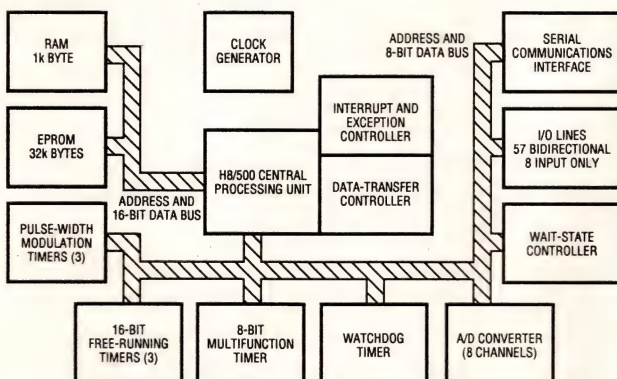 RAM
1k BYTE
CLOCK
GENERATOR
ADDRESS AND
8-BIT DATA BUS
SERIAL
COMMUNICATIONS
INTERFACE
INTERRUPT AND
EXCEPTION
CONTROLLER
EPROM
32k BYTES
H8/500 CENTRAL
PROCESSING UNIT
DATA-TRANSFER
CONTROLLER
I/O LINES
57 BIDIRECTIONAL
8 INPUT ONLY
ADDRESS AND
16-BIT DATA BUS
PULSE-WIDTH
MODULATION
TIMERS (3)
WAIT-STATE
CONTROLLER
16-BIT
FREE-RUNNING
TIMERS (3)
8-BIT
MULTIFUNCTION
TIMER
WATCHDOG
TIMER
A/D CONVERTER
(8 CHANNELS)